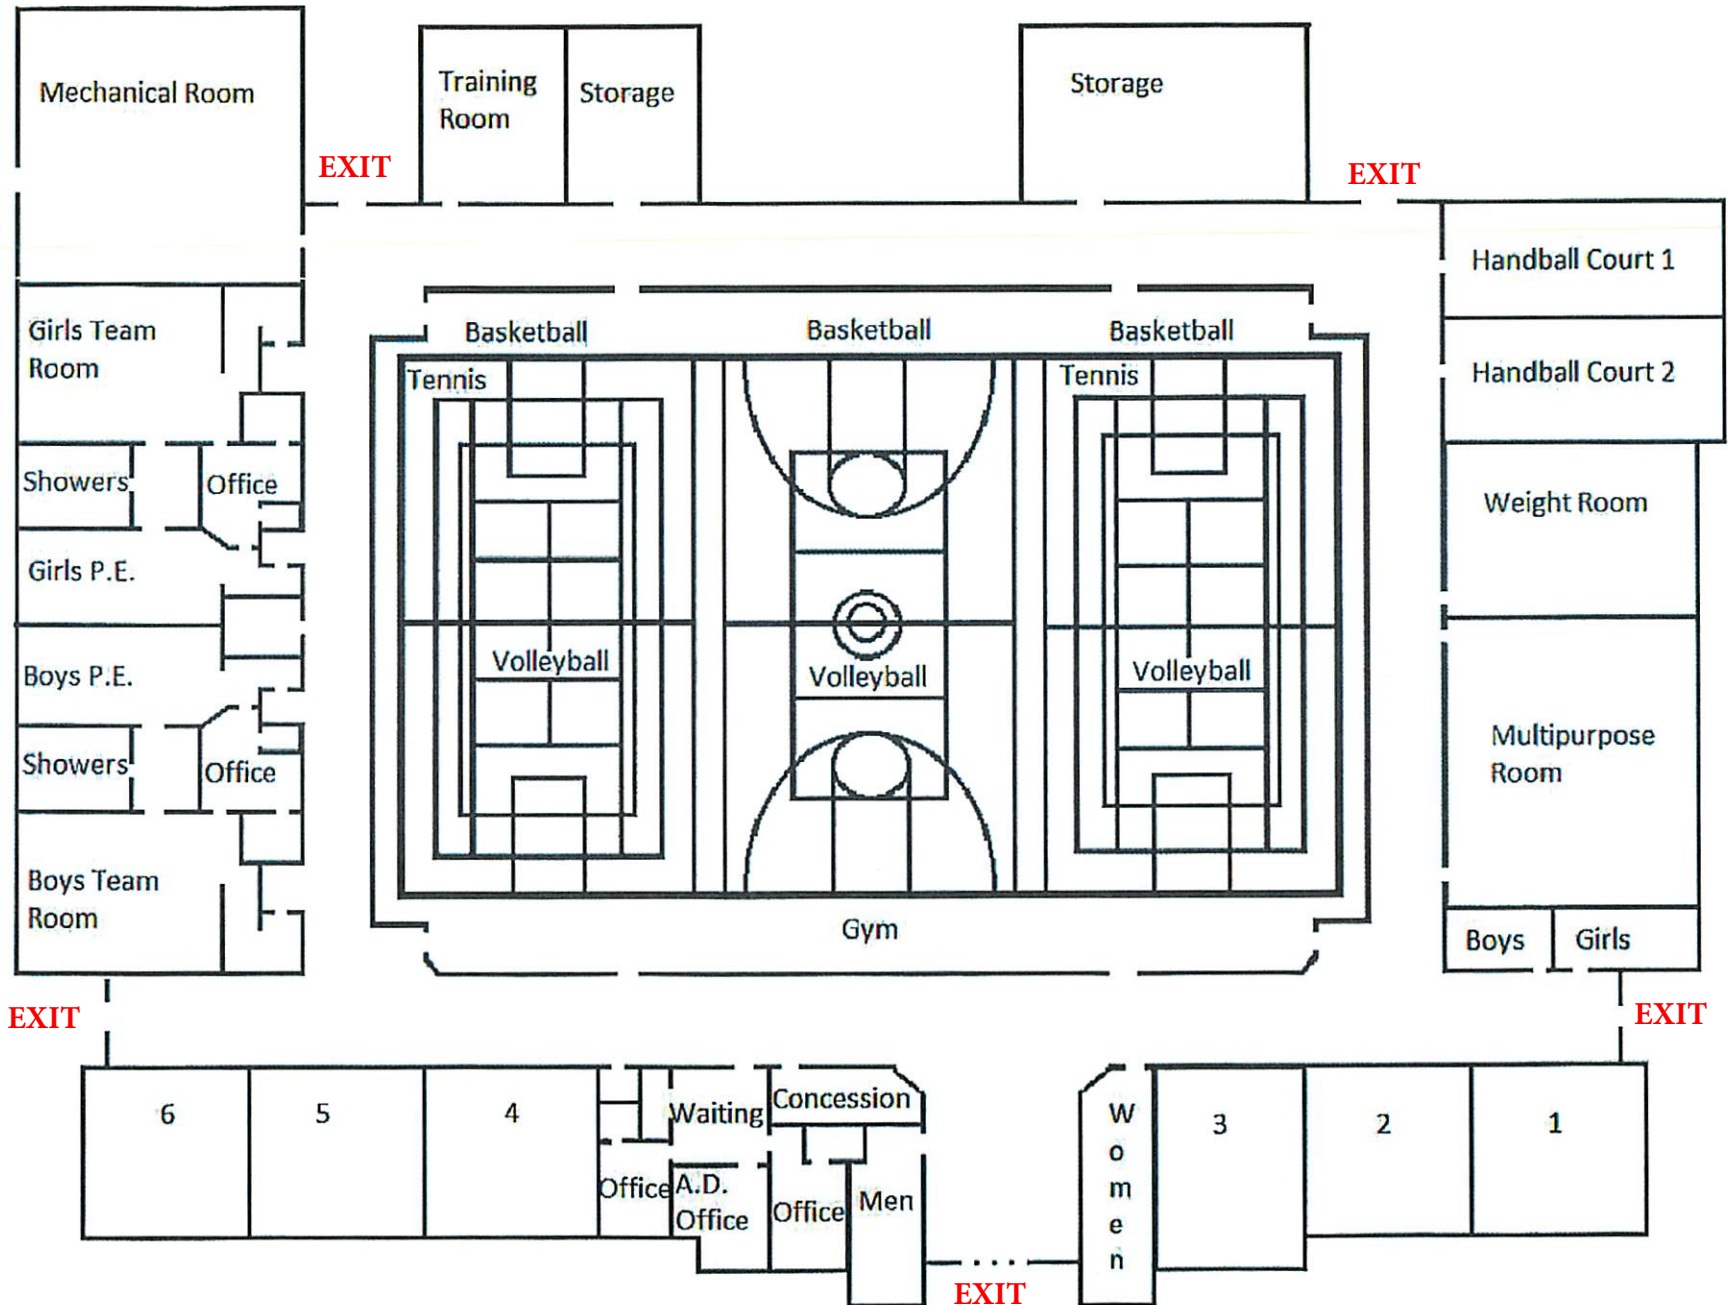 Mechanical Room
Training
Room
Storage
Storage
EXIT
EXIT
Handball Court 1
Handball Court 2
Weight Room
Multipurpose
Room
Boys
Girls
Girls Team
Room
Showers
Office
Girls P.E.
Boys P.E.
Showers
Office
Boys Team
Room
Basketball
Basketball
Basketball
Tennis
Tennis
Volleyball
Volleyball
Volleyball
Gym
EXIT
EXIT
6
5
4
Office
Waiting
A.D.
Office
Concession
Office
Men
Women
3
2
1
EXIT